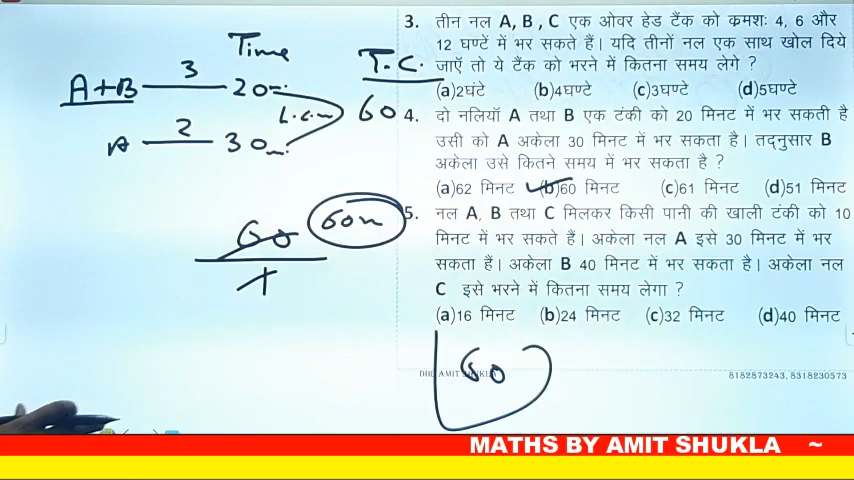 Time
T.C.
A+B 3 20m
L.C.M 60
A 2 30m
60m
60
1
3. तीन नल A, B, C एक ओवर हेड टैंक को क्रमशः 4, 6 और
12 घण्टें में भर सकते हैं। यदि तीनों नल एक साथ खोल दिये
जाएँ तो ये टैंक को भरने में कितना समय लेगे ?
(a)2घंटे (b)4घण्टे (c)3घण्टे (d)5घण्टे
4. दो नलियाँ A तथा B एक टंकी को 20 मिनट में भर सकती है
उसी को A अकेला 30 मिनट में भर सकता है। तद्नुसार B
अकेला उसे कितने समय में भर सकता है ?
(a)62 मिनट (b)60 मिनट (c)61 मिनट (d)51 मिनट
5. नल A, B तथा C मिलकर किसी पानी की खाली टंकी को 10
मिनट में भर सकते हैं। अकेला नल A इसे 30 मिनट में भर
सकता हैं। अकेला B 40 मिनट में भर सकता है। अकेला नल
C इसे भरने में कितना समय लेगा ?
(a)16 मिनट (b)24 मिनट (c)32 मिनट (d)40 मिनट
60
AMIT SHUKLA
8182873243, 8318230573
MATHS BY AMIT SHUKLA ~